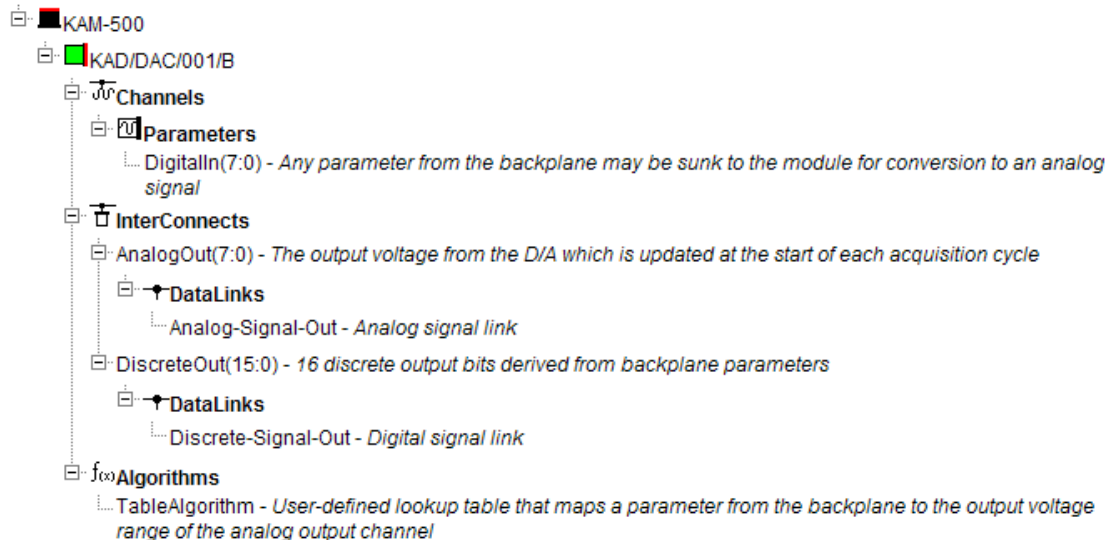 KAM-500
KAD/DAC/001/B
Channels
Parameters
DigitalIn(7:0) - Any parameter from the backplane may be sunk to the module for conversion to an analog
signal
InterConnects
AnalogOut(7:0) - The output voltage from the D/A which is updated at the start of each acquisition cycle
DataLinks
Analog-Signal-Out - Analog signal link
DiscreteOut(15:0) - 16 discrete output bits derived from backplane parameters
DataLinks
Discrete-Signal-Out - Digital signal link
f(x) Algorithms
TableAlgorithm - User-defined lookup table that maps a parameter from the backplane to the output voltage
range of the analog output channel